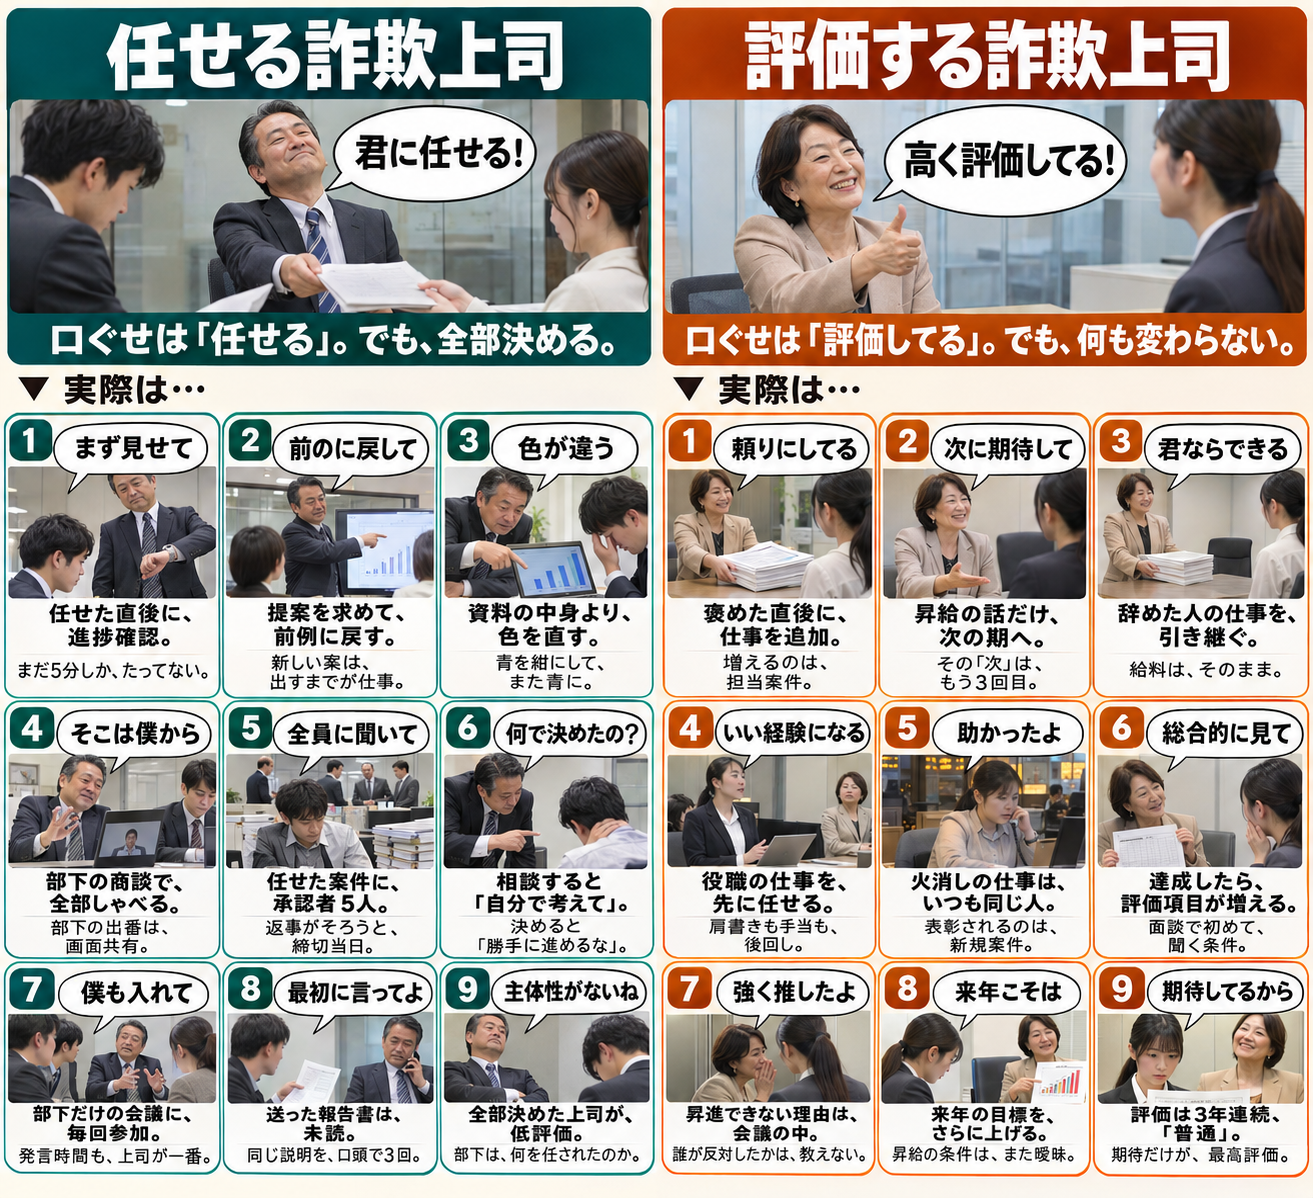 任せる詐欺上司
君に任せる!
口ぐせは「任せる」。でも、全部決める。
▼ 実際は…
1
まず見せて
任せた直後に、
進捗確認。
まだ5分しか、たってない。
2
前のに戻して
提案を求めて、
前例に戻す。
新しい案は、
出すまでが仕事。
3
色が違う
資料の中身より、
色を直す。
青を紺にして、
また青に。
4
そこは僕から
部下の商談で、
全部しゃべる。
部下の出番は、
画面共有。
5
全員に聞いて
任せた案件に、
承認者5人。
返事がそろうと、
締切当日。
6
何で決めたの?
相談すると
「自分で考えて」。
決めると
「勝手に進めるな」。
7
僕も入れて
部下だけの会議に、
毎回参加。
発言時間も、上司が一番。
8
最初に言ってよ
送った報告書は、
未読。
同じ説明を、口頭で3回。
9
主体性がないね
全部決めた上司が、
低評価。
部下は、何を任されたのか。
評価する詐欺上司
高く評価してる!
口ぐせは「評価してる」。でも、何も変わらない。
▼ 実際は…
1
頼りにしてる
褒めた直後に、
仕事を追加。
増えるのは、
担当案件。
2
次に期待して
昇給の話だけ、
次の期へ。
その「次」は、
もう3回目。
3
君ならできる
辞めた人の仕事を、
引き継ぐ。
給料は、そのまま。
4
いい経験になる
役職の仕事を、
先に任せる。
肩書きも手当も、
後回し。
5
助かったよ
火消しの仕事は、
いつも同じ人。
表彰されるのは、
新規案件。
6
総合的に見て
達成したら、
評価項目が増える。
面談で初めて、
聞く条件。
7
強く推したよ
昇進できない理由は、
会議の中。
誰が反対したかは、教えない。
8
来年こそは
来年の目標を、
さらに上げる。
昇給の条件は、また曖昧。
9
期待してるから
評価は3年連続、
「普通」。
期待だけが、最高評価。